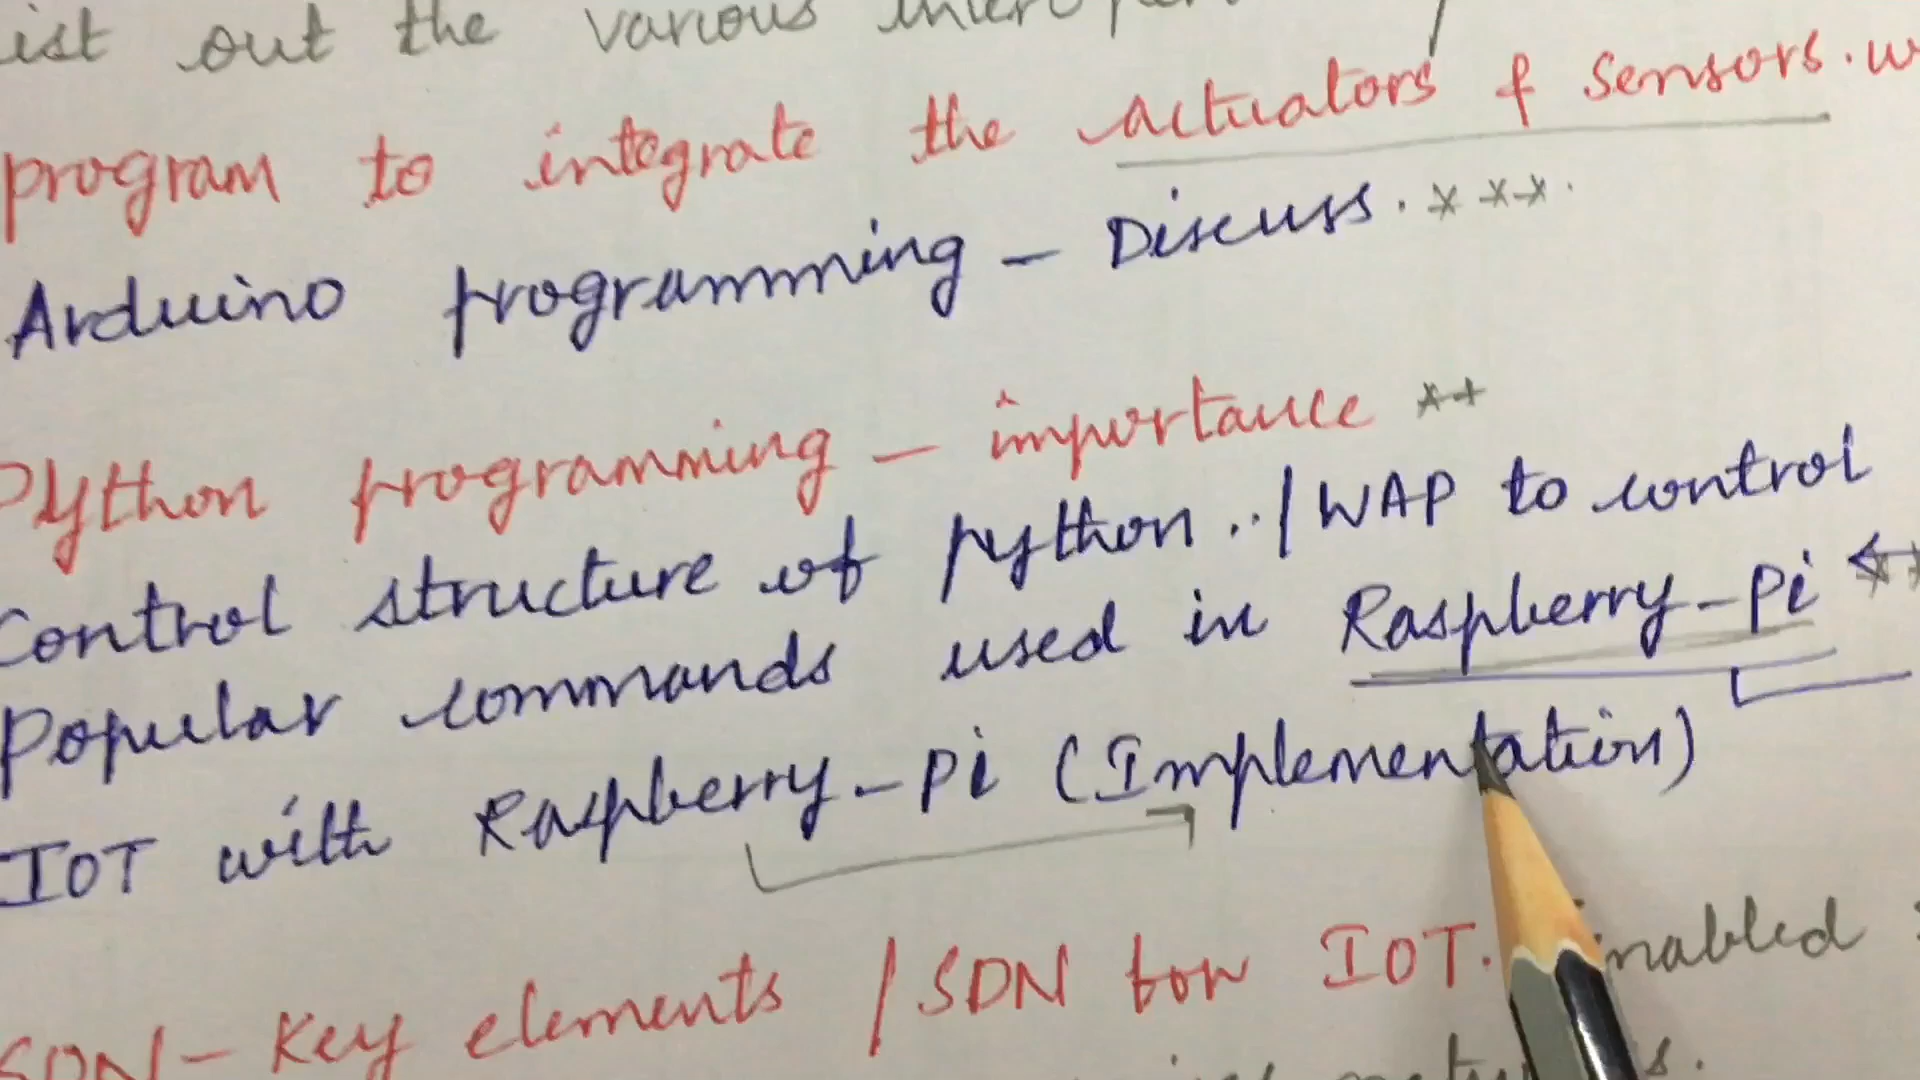 out the various
program to integrate the actuators & sensors.
Arduino programming - Discuss. ***
Python programming - importance **
Control structure of python../WAP to control
Popular commands used in Raspberry-Pi **
IOT with Raspberry-Pi (Implementation)
SDN - Key elements / SDN for IOT.